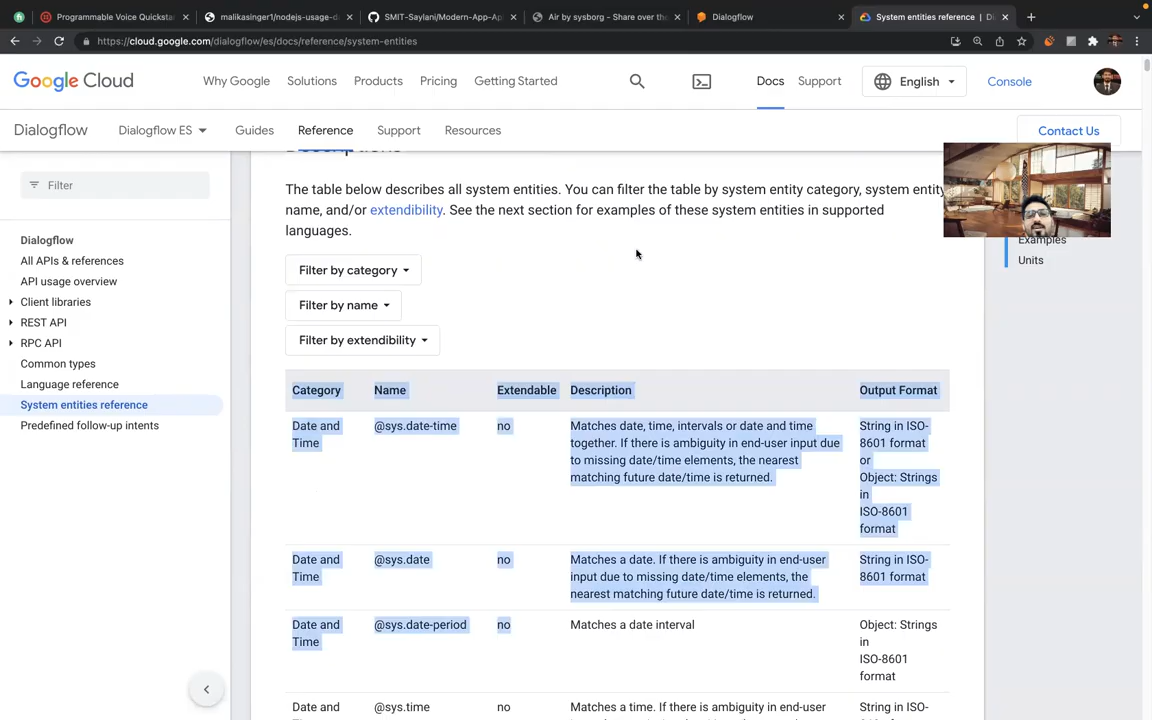 Programmable Voice Quickstar
malikasinger1/nodejs-usage-d
SMIT-Saylani/Modern-App-Ap
Air by sysborg - Share over the
Dialogflow
System entities reference | Di
https://cloud.google.com/dialogflow/es/docs/reference/system-entities
Google Cloud
Why Google
Solutions
Products
Pricing
Getting Started
Docs
Support
English
Console
Dialogflow
Dialogflow ES
Guides
Reference
Support
Resources
Contact Us
Filter
Dialogflow
All APIs & references
API usage overview
Client libraries
REST API
RPC API
Common types
Language reference
System entities reference
Predefined follow-up intents
Descriptions
The table below describes all system entities. You can filter the table by system entity category, system entity
name, and/or extendibility. See the next section for examples of these system entities in supported
languages.
Examples
Units
Filter by category
Filter by name
Filter by extendibility
Category Name Extendable Description Output Format
Date and @sys.date-time no Matches date, time, intervals or date and time String in ISO-
Time together. If there is ambiguity in end-user input due 8601 format
to missing date/time elements, the nearest or
matching future date/time is returned. Object: Strings
in
ISO-8601
format
Date and @sys.date no Matches a date. If there is ambiguity in end-user String in ISO-
Time input due to missing date/time elements, the 8601 format
nearest matching future date/time is returned.
Date and @sys.date-period no Matches a date interval Object: Strings
Time in
ISO-8601
format
Date and @sys.time no Matches a time. If there is ambiguity in end-user String in ISO-